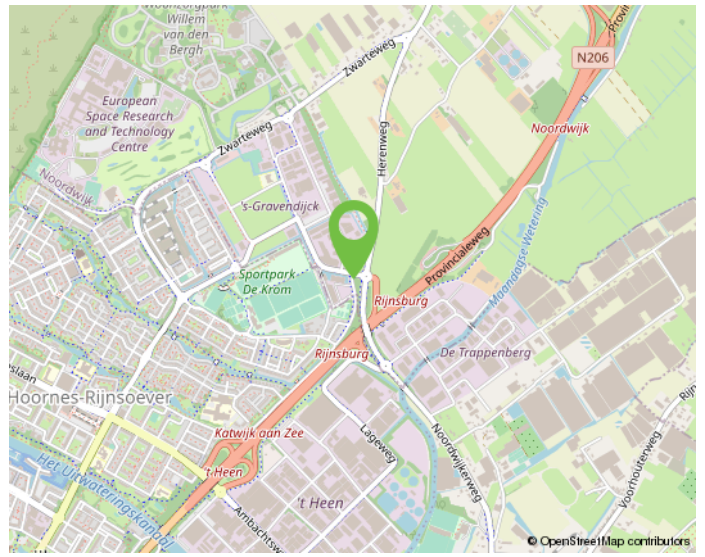 Willem
van den
Bergh
Zwarteweg
N206
European
Space Research
and Technology
Centre
Noordwijk
Zwarteweg
Noordwijk
Herenweg
's-Gravendijck
Maandagse Wetering
Provincialeweg
Sportpark
De Krom
Rijnsburg
Rijnsburg
De Trappenberg
Hoornes-Rijnsoever
Katwijk aan Zee
Lageweg
Noordwijkerweg
Voorhouterweg
't Heen
Het Uitwateringskanaal
't Heen
© OpenStreetMap contributors